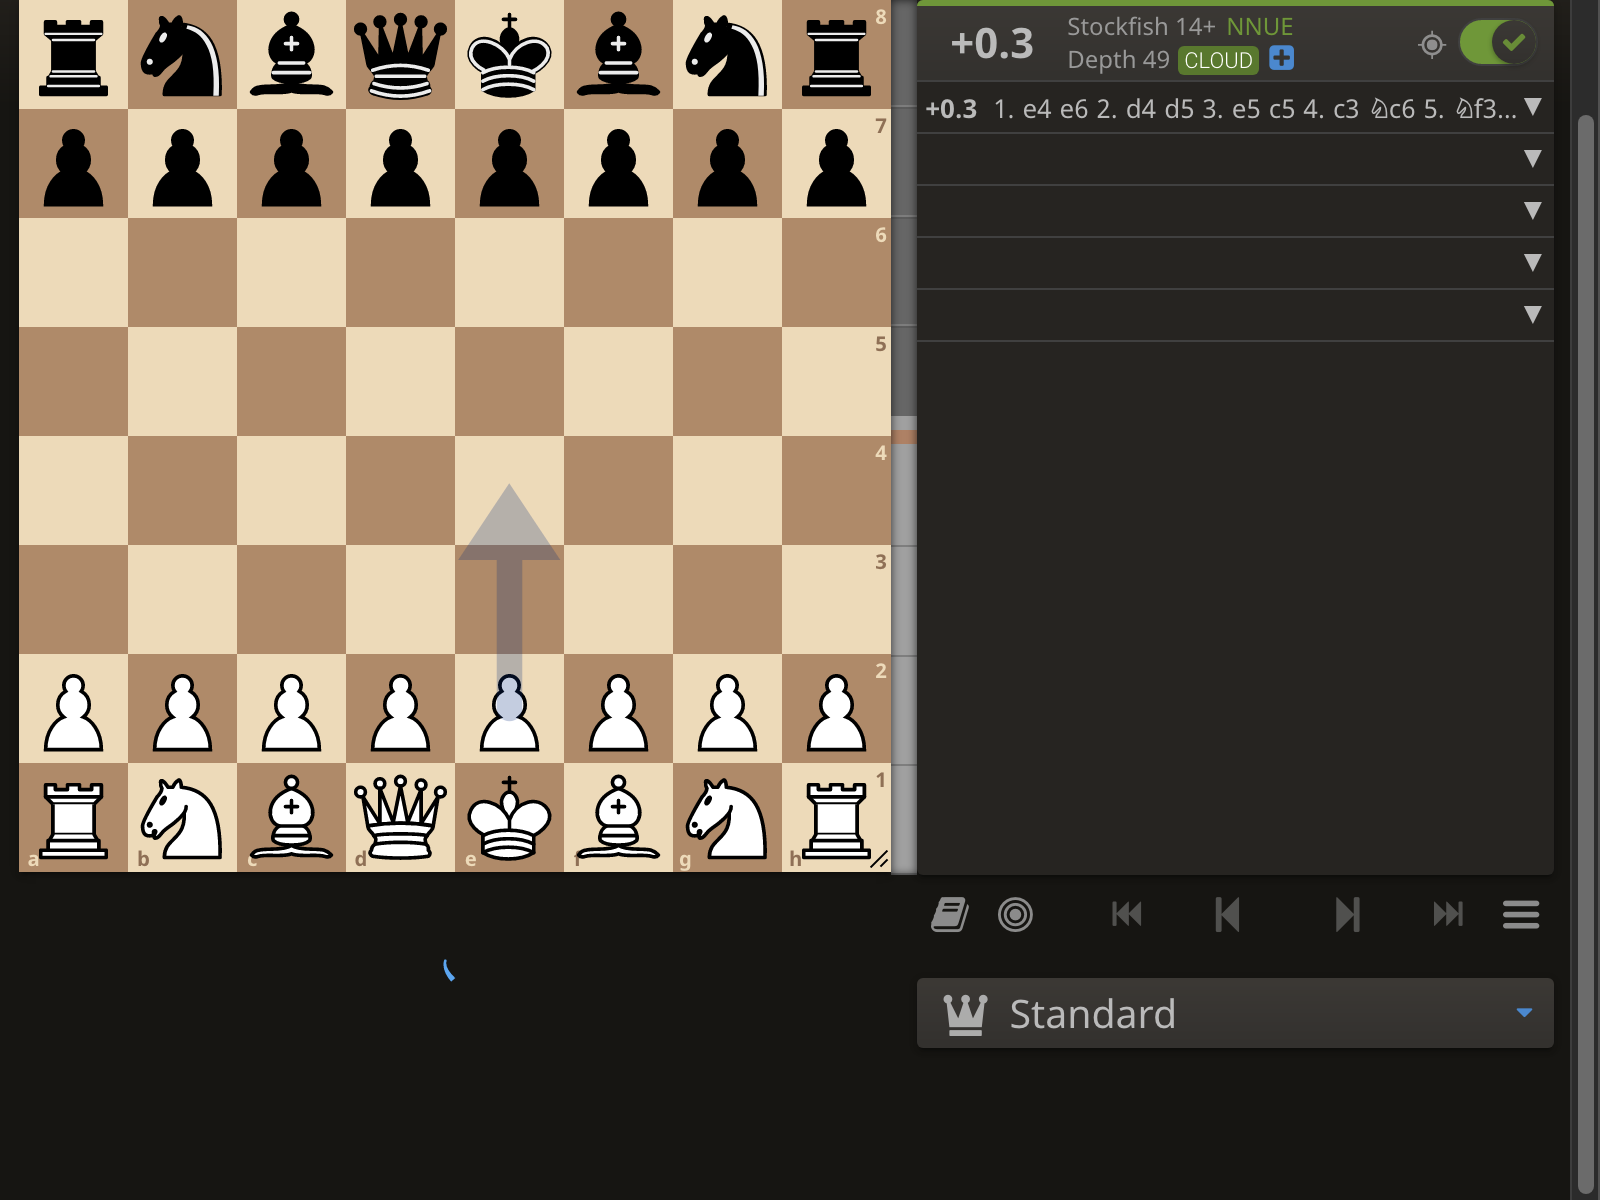 8
7
6
5
4
3
2
1
a b c d e f g h
+0.3
Stockfish 14+ NNUE
Depth 49 CLOUD
+0.3 1. e4 e6 2. d4 d5 3. e5 c5 4. c3 ♘c6 5. ♘f3...
Standard